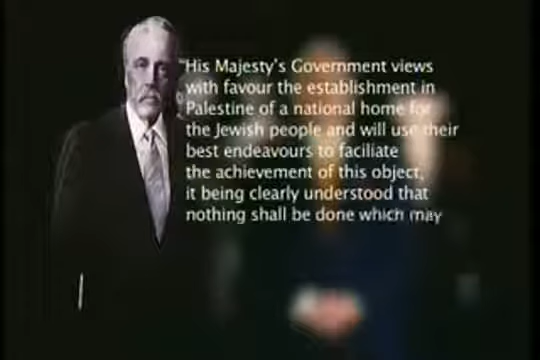 "His Majesty's Government views
with favour the establishment in
Palestine of a national home for
the Jewish people and will use their
best endeavours to faciliate
the achievement of this object,
it being clearly understood that
nothing shall be done which may